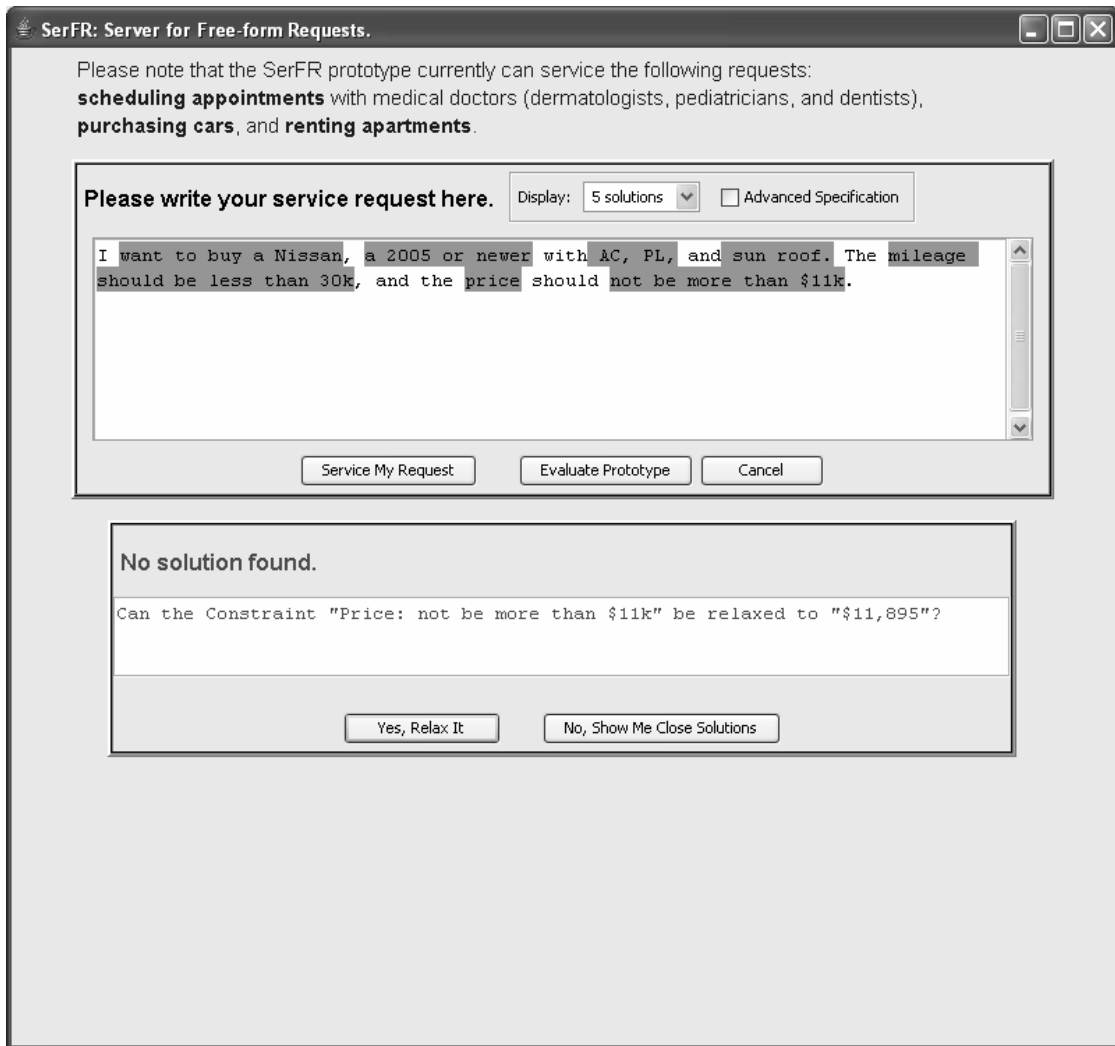 SerFR: Server for Free-form Requests.
Please note that the SerFR prototype currently can service the following requests:
scheduling appointments with medical doctors (dermatologists, pediatricians, and dentists),
purchasing cars, and renting apartments.
Please write your service request here. Display: 5 solutions Advanced Specification
I want to buy a Nissan, a 2005 or newer with AC, PL, and sun roof. The mileage
should be less than 30k, and the price should not be more than $11k.
Service My Request Evaluate Prototype Cancel
No solution found.
Can the Constraint "Price: not be more than $11k" be relaxed to "$11,895"?
Yes, Relax It No, Show Me Close Solutions